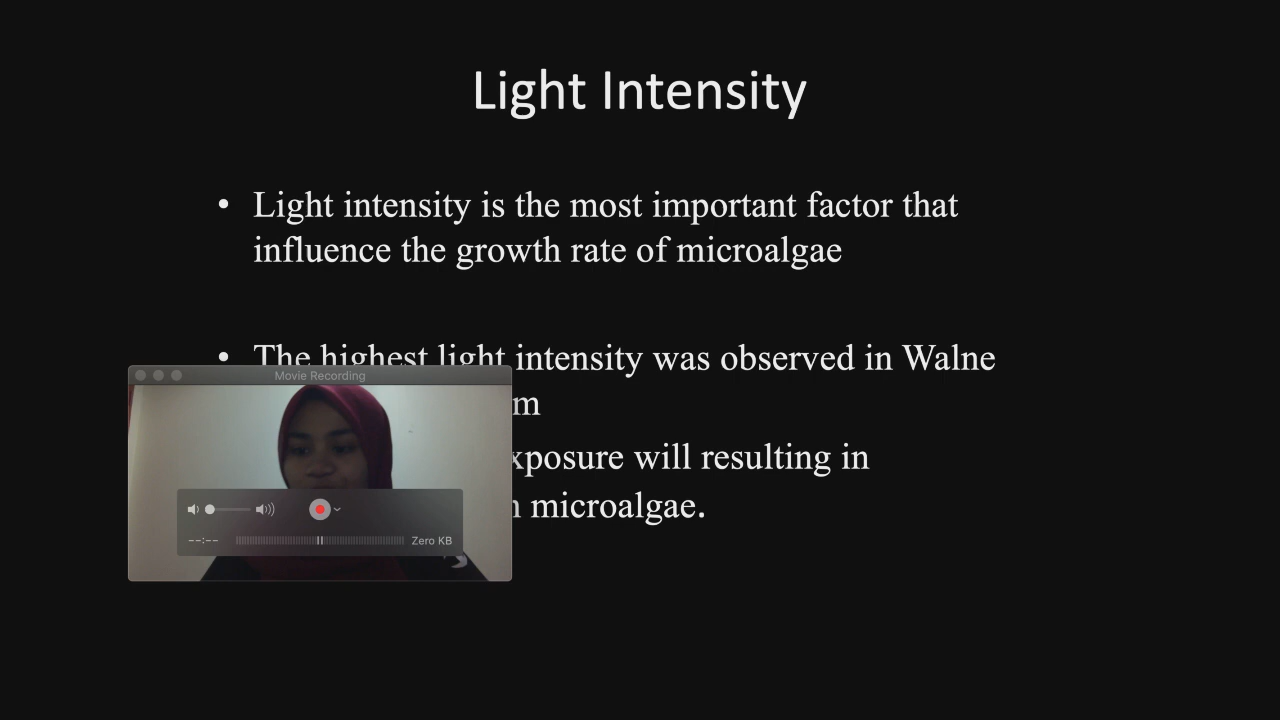 Light Intensity
• Light intensity is the most important factor that
influence the growth rate of microalgae
• The highest light intensity was observed in Walne
Movie Recording
xposure will resulting in
microalgae.
--:--
Zero KB